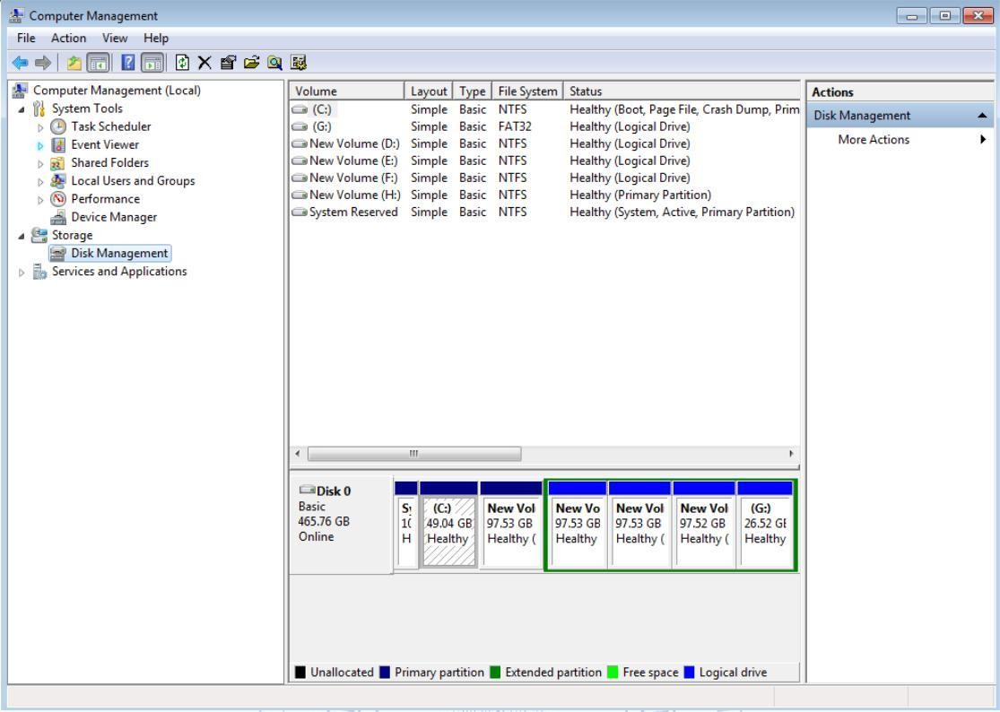 Computer Management
File Action View Help
Computer Management (Local)
System Tools
Task Scheduler
Event Viewer
Shared Folders
Local Users and Groups
Performance
Device Manager
Storage
Disk Management
Services and Applications
Volume Layout Type File System Status
(C:) Simple Basic NTFS Healthy (Boot, Page File, Crash Dump, Prim
(G:) Simple Basic FAT32 Healthy (Logical Drive)
New Volume (D:) Simple Basic NTFS Healthy (Logical Drive)
New Volume (E:) Simple Basic NTFS Healthy (Logical Drive)
New Volume (F:) Simple Basic NTFS Healthy (Logical Drive)
New Volume (H:) Simple Basic NTFS Healthy (Primary Partition)
System Reserved Simple Basic NTFS Healthy (System, Active, Primary Partition)
Disk 0
Basic
465.76 GB
Online
Sy
10
H
(C:)
49.04 GB
Healthy
New Vol
97.53 GB
Healthy (
New Vo
97.53 GB
Healthy
New Vol
97.53 GB
Healthy (
New Vol
97.52 GB
Healthy (
(G:)
26.52 GE
Healthy
Unallocated Primary partition Extended partition Free space Logical drive
Actions
Disk Management
More Actions